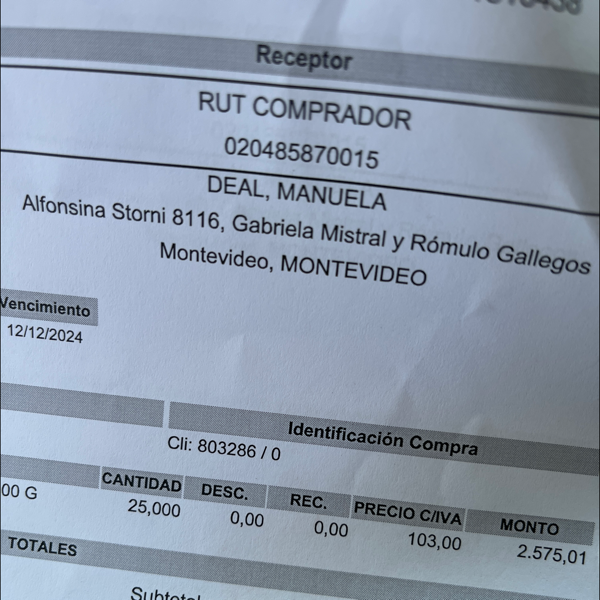 Receptor
RUT COMPRADOR
020485870015
DEAL, MANUELA
Alfonsina Storni 8116, Gabriela Mistral y Rómulo Gallegos
Montevideo, MONTEVIDEO
Vencimiento
12/12/2024
Identificación Compra
Cli: 803286 / 0
CANTIDAD DESC. REC. PRECIO C/IVA MONTO
00 G 25,000 0,00 0,00 103,00 2.575,01
TOTALES
Subtotal